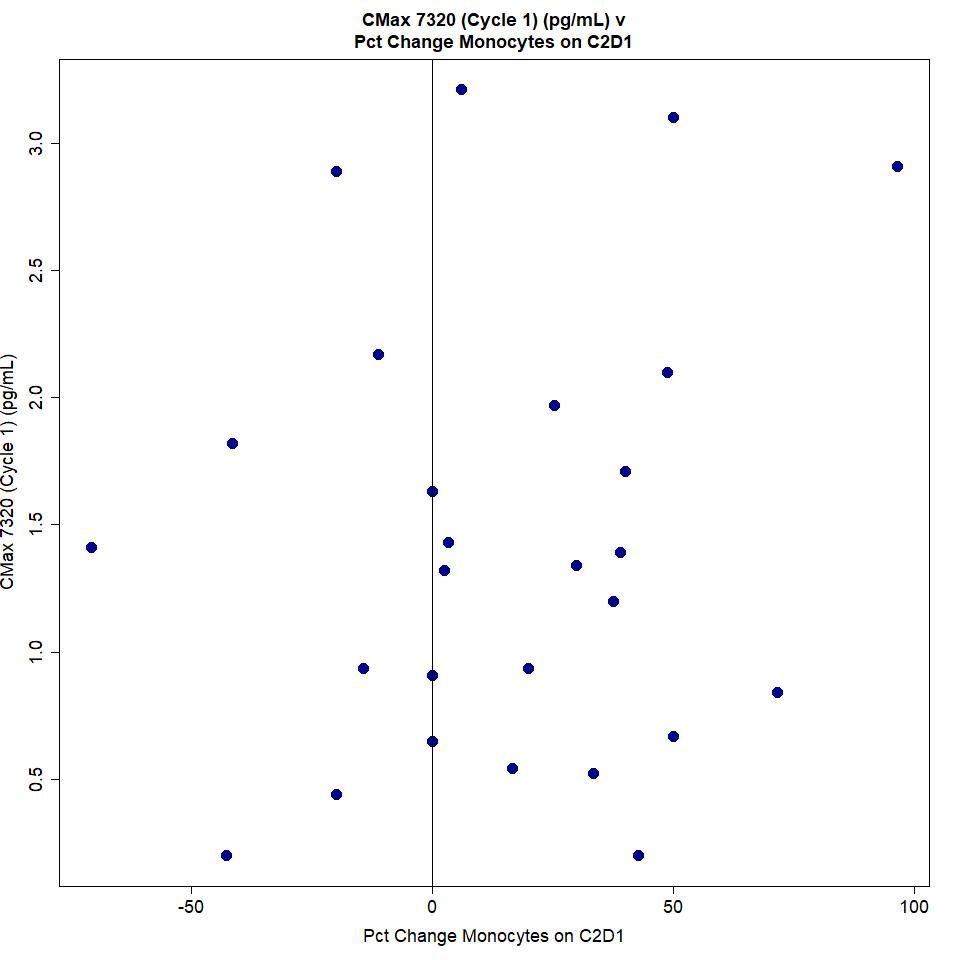 CMax 7320 (Cycle 1) (pg/mL) v
Pct Change Monocytes on C2D1
CMax 7320 (Cycle 1) (pg/mL)
3.0
2.5
2.0
1.5
1.0
0.5
-50
0
50
100
Pct Change Monocytes on C2D1